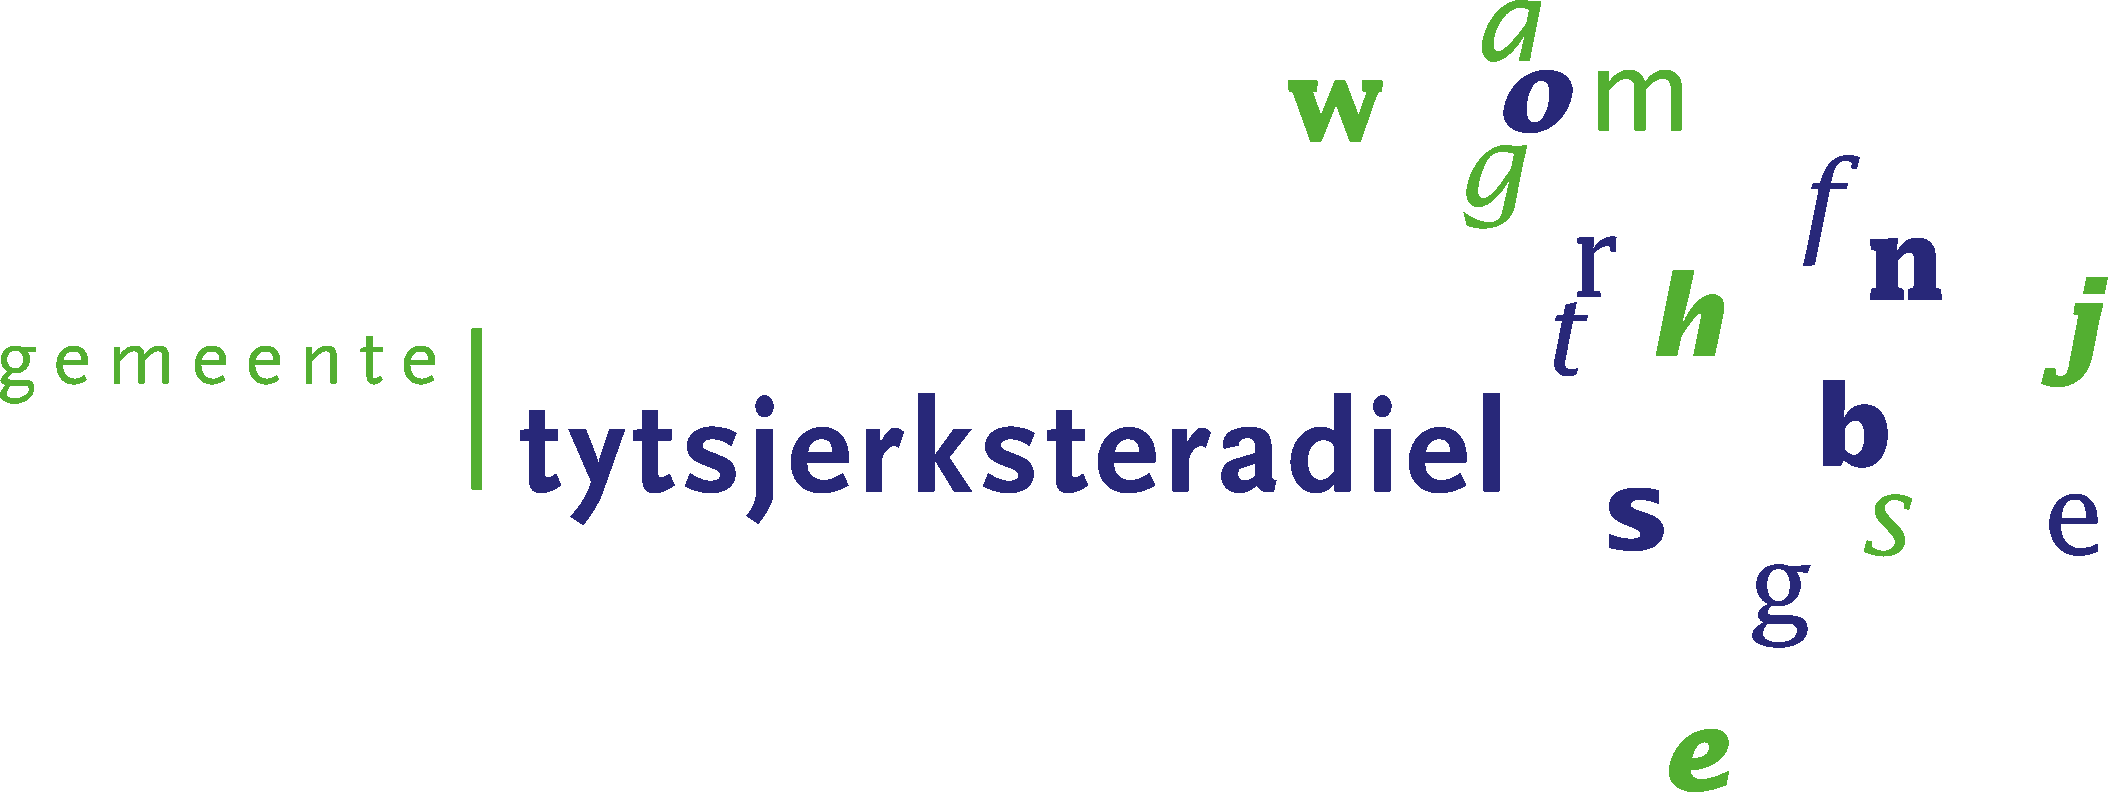 a
w o m
g
f
r n
h j
t
gemeente
tytsjerksteradiel
b
s s e
g
e